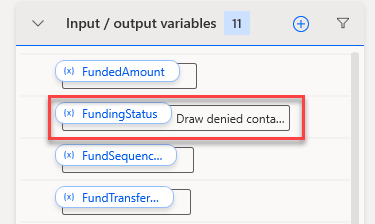 Input / output variables 11
(x) FundedAmount
(x) FundingStatus Draw denied conta...
(x) FundSequenc...
(x) FundTransfer...